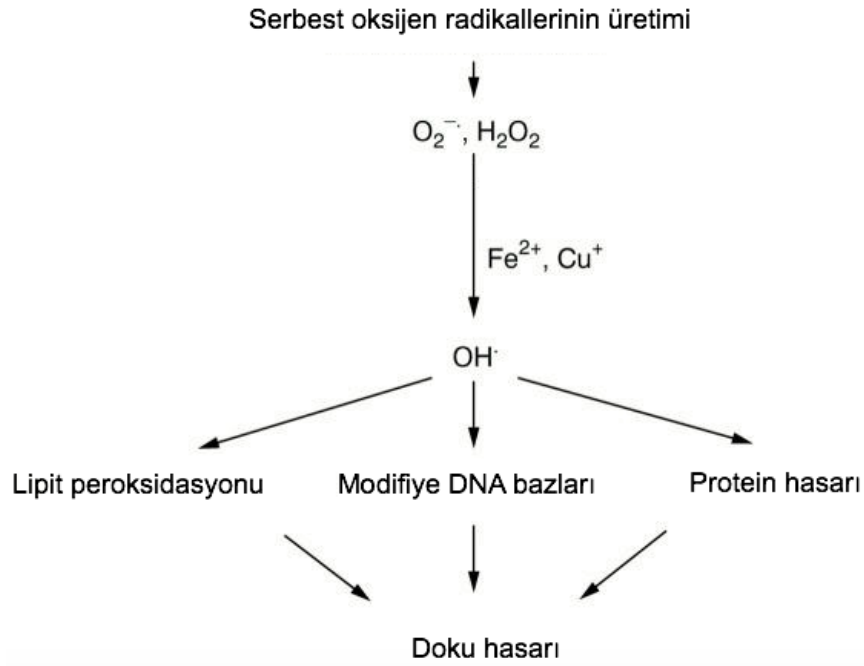 Serbest oksijen radikallerinin üretimi
O₂⁻·, H₂O₂
Fe²⁺, Cu⁺
OH·
Lipit peroksidasyonu Modifiye DNA bazları Protein hasarı
Doku hasarı